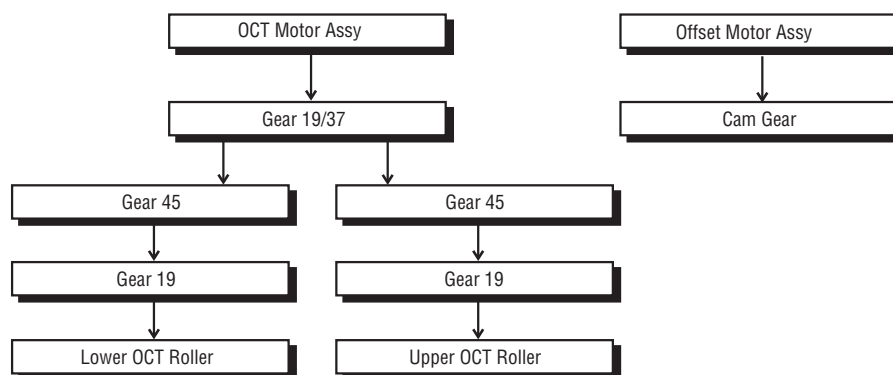 OCT Motor Assy
Offset Motor Assy
Gear 19/37
Cam Gear
Gear 45
Gear 45
Gear 19
Gear 19
Lower OCT Roller
Upper OCT Roller